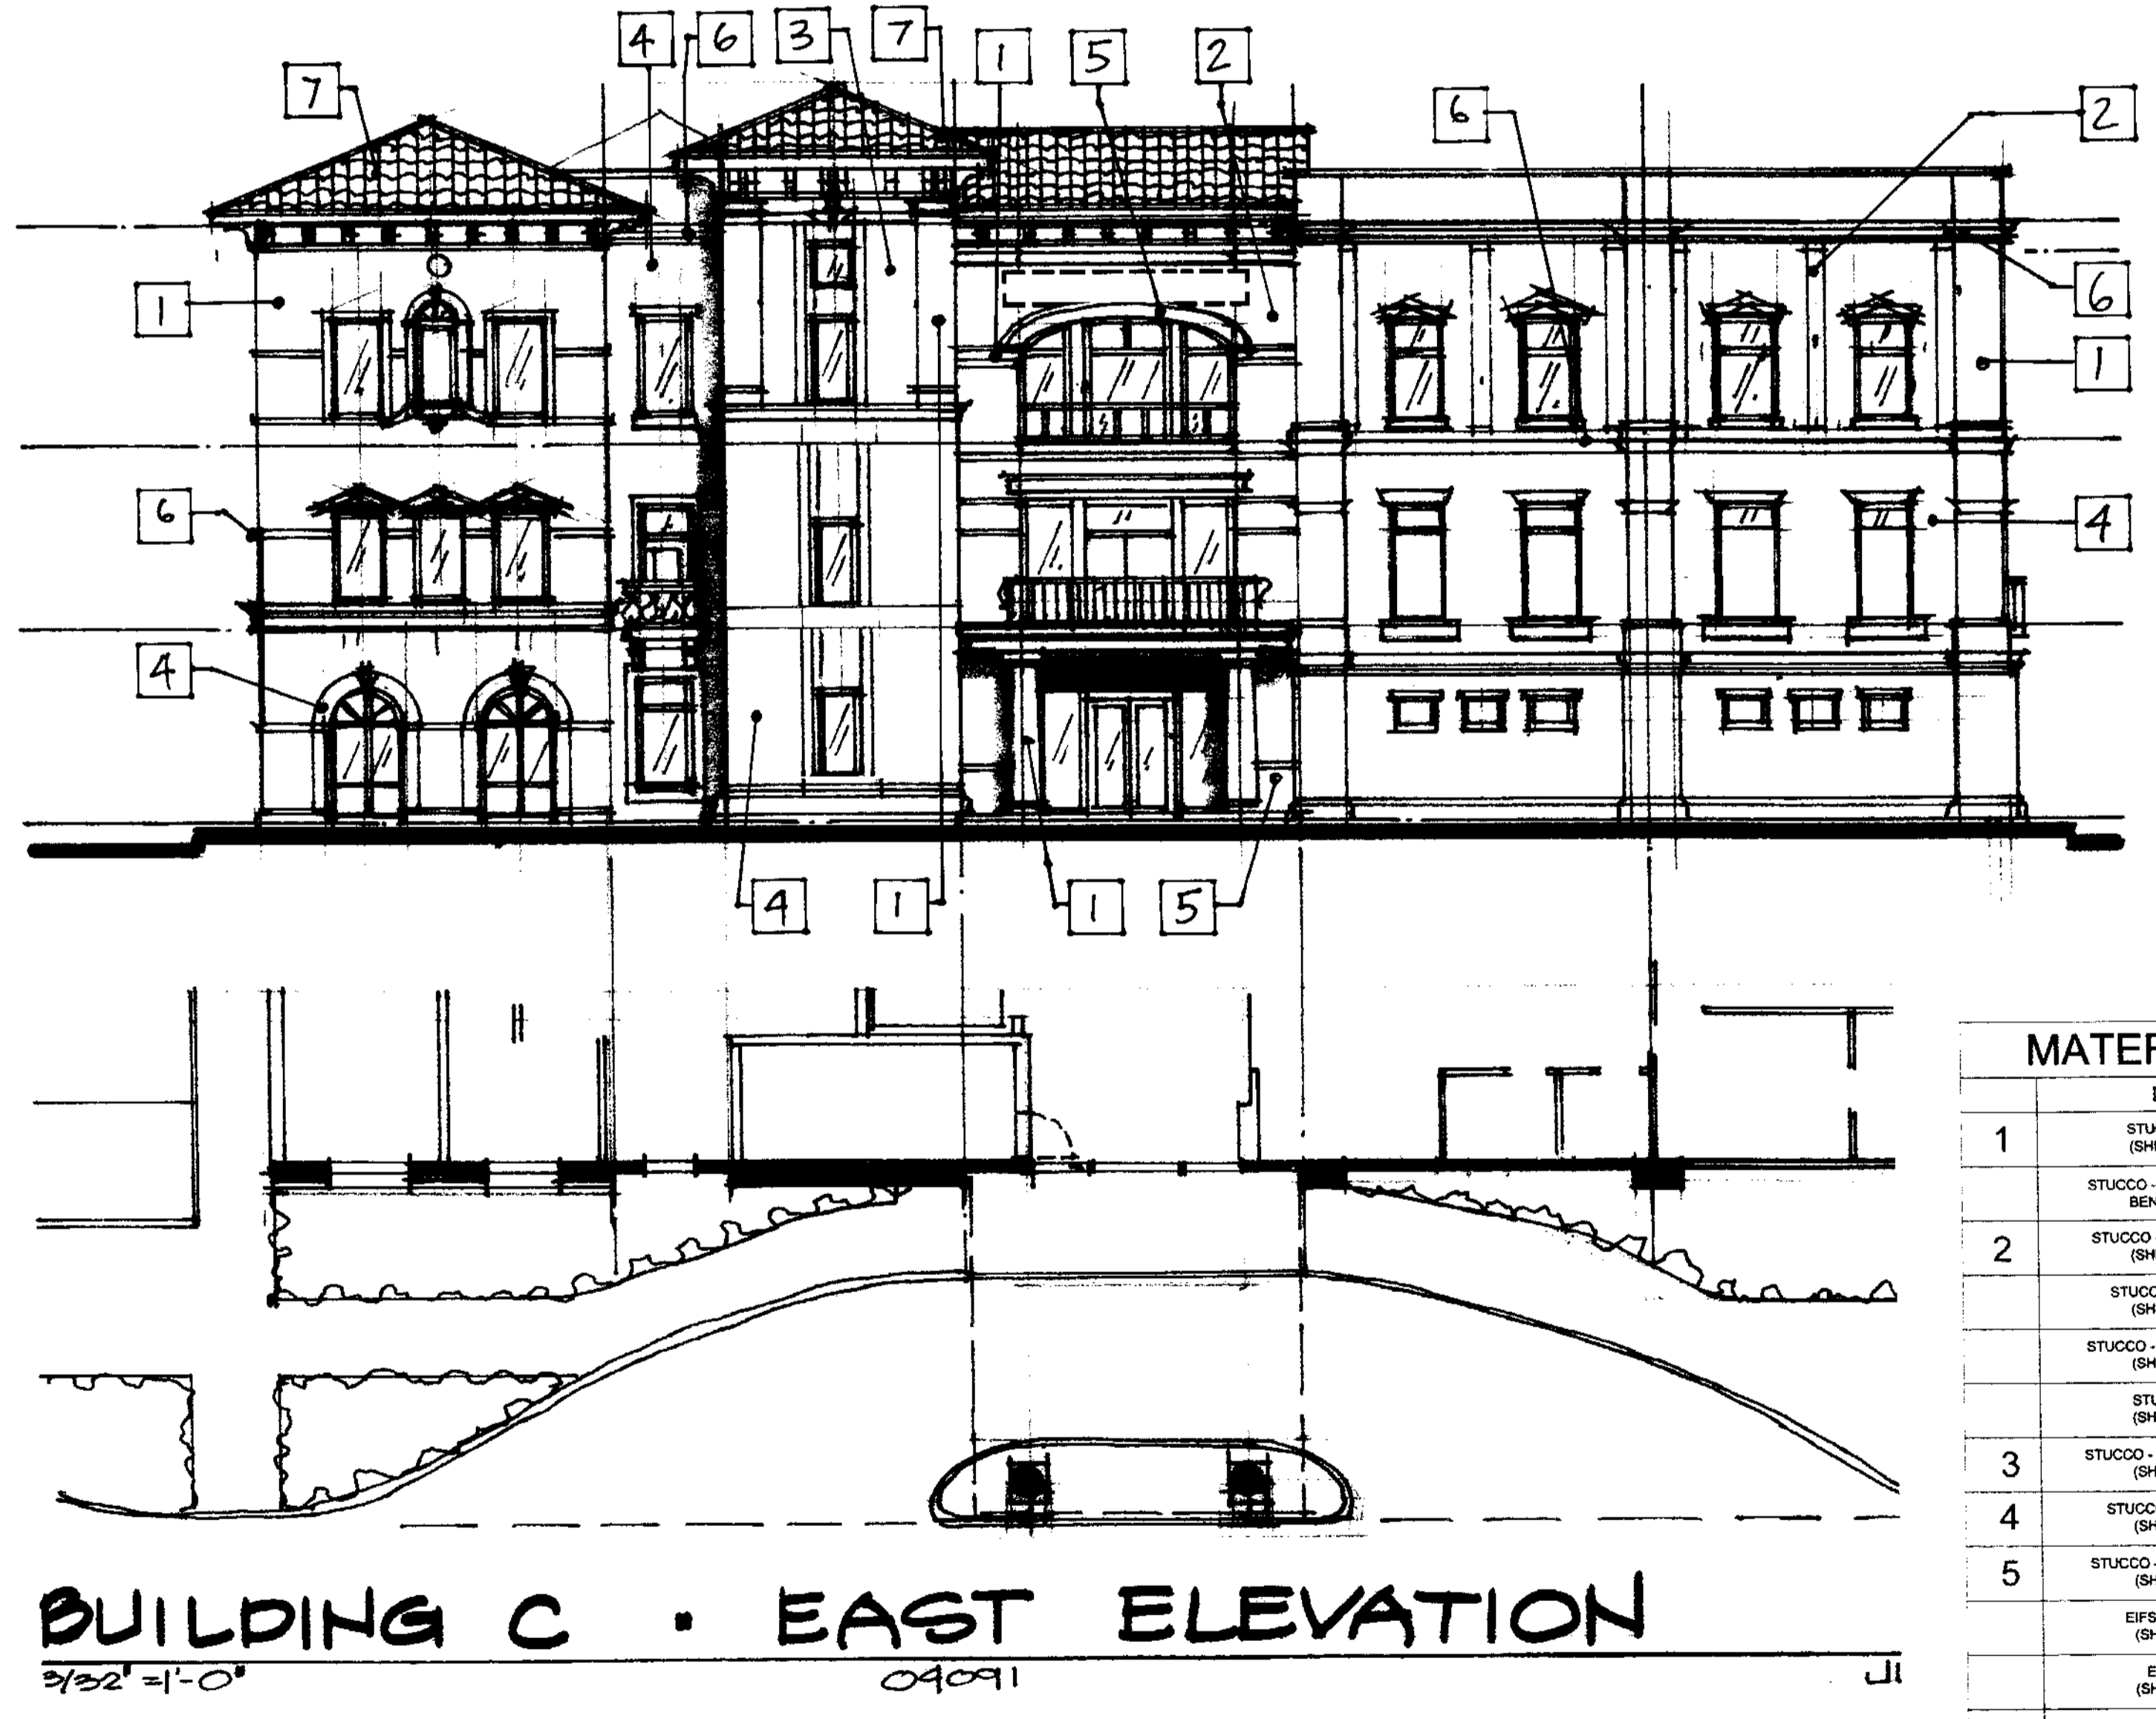 4 6 3 7 1 5 2
7 6 2
1 6
1
6 4
4
4 1 1 5
MATER
1 STU
(SH
STUCCO -
BEN
2 STUCCO
(SH
STUCC
(SH
STUCCO -
(SH
STU
(SH
3 STUCCO -
(SH
4 STUCC
(SH
5 STUCCO -
(SH
EIFS
(SH
E
(SH
BUILDING C · EAST ELEVATION
3/32" = 1'-0" 04091